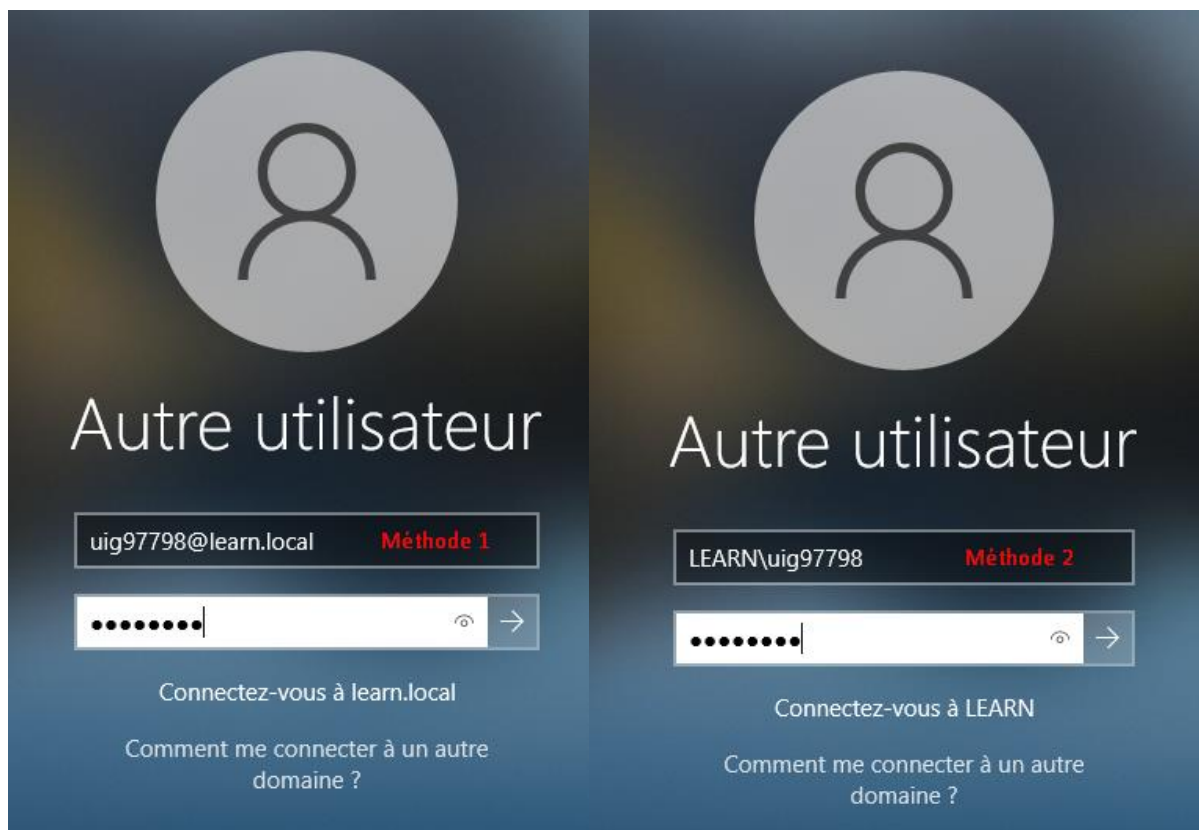 Autre utilisateur
uig97798@learn.local Méthode 1
••••••••
Connectez-vous à learn.local
Comment me connecter à un autre
domaine ?
Autre utilisateur
LEARN\uig97798 Méthode 2
••••••••
Connectez-vous à LEARN
Comment me connecter à un autre
domaine ?